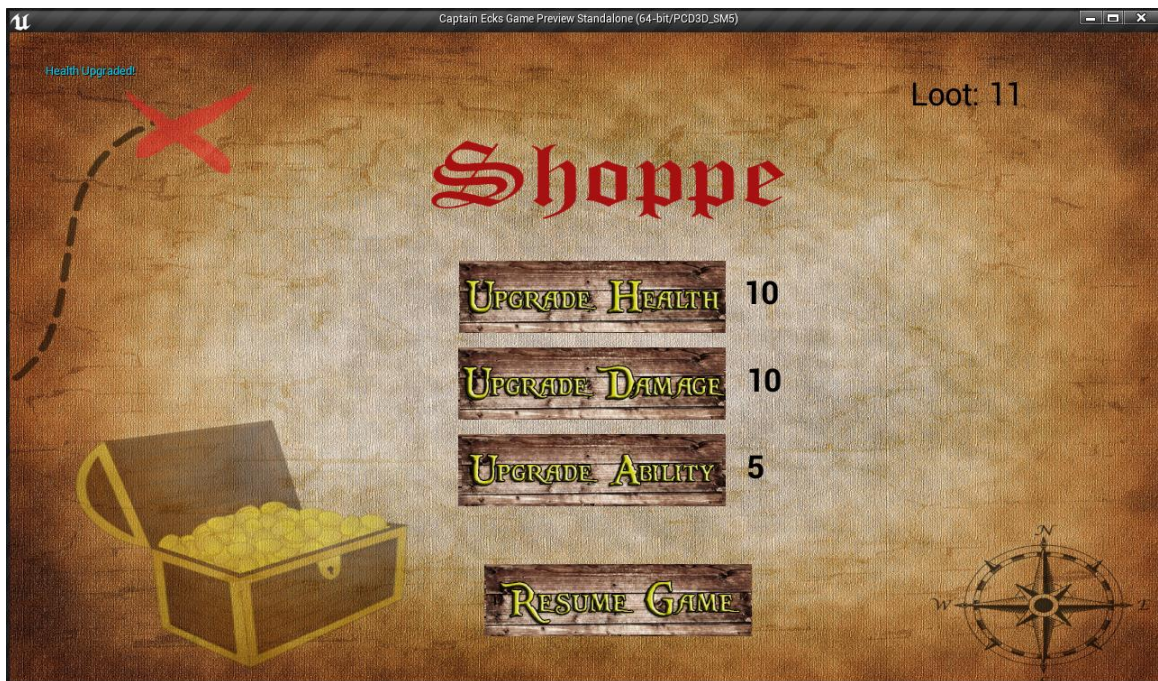 Captain Ecks Game Preview Standalone (64-bit/PCD3D_SM5)
Health Upgraded!
Loot: 11
Shoppe
Upgrade Health 10
Upgrade Damage 10
Upgrade Ability 5
Resume Game
N
W E
S